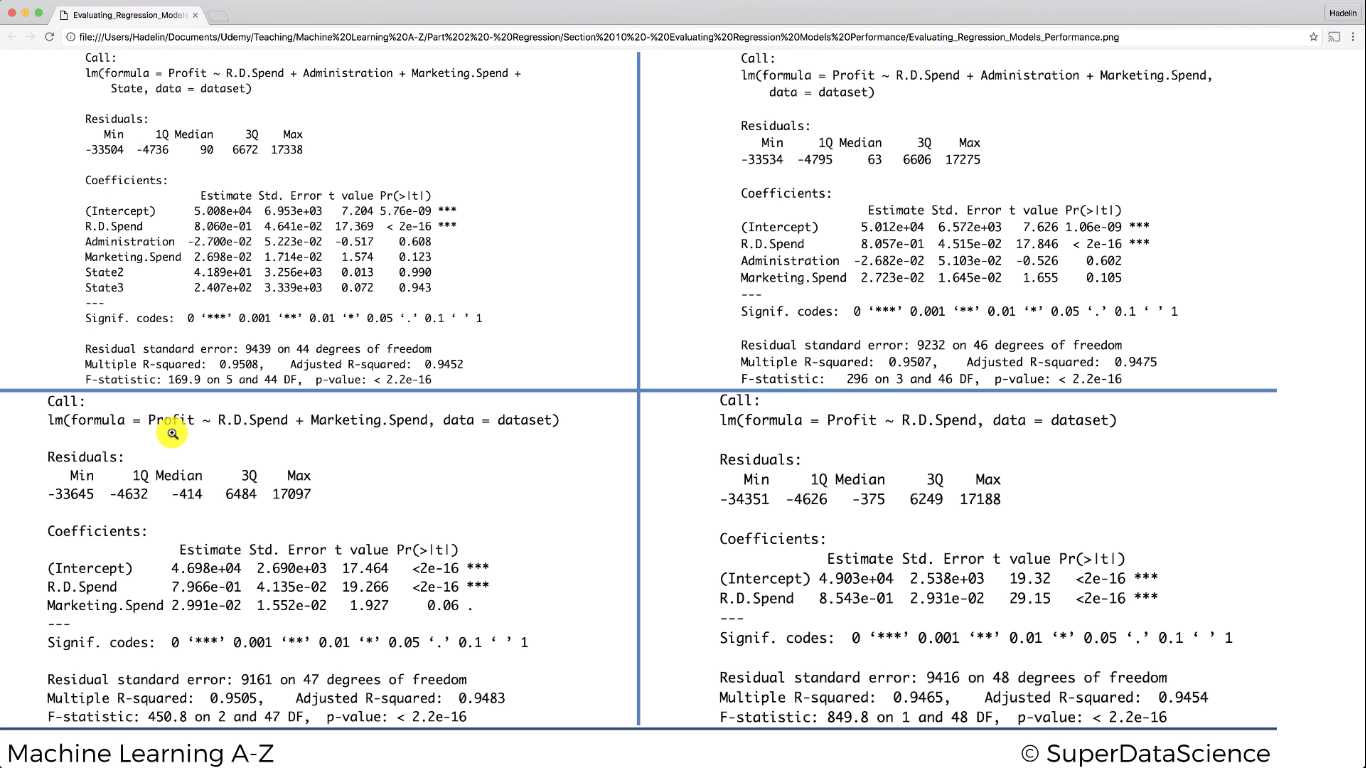 Evaluating_Regression_Models
Hadelin
file:///Users/Hadelin/Documents/Udemy/Teaching/Machine%20Learning%20A-Z/Part%202%20-%20Regression/Section%2010%20-%20Evaluating%20Regression%20Models%20Performance/Evaluating_Regression_Models_Performance.png
Call:
lm(formula = Profit ~ R.D.Spend + Administration + Marketing.Spend +
State, data = dataset)
Residuals:
Min 1Q Median 3Q Max
-33504 -4736 90 6672 17338
Coefficients:
Estimate Std. Error t value Pr(>|t|)
(Intercept) 5.008e+04 6.953e+03 7.204 5.76e-09 ***
R.D.Spend 8.060e-01 4.641e-02 17.369 < 2e-16 ***
Administration -2.700e-02 5.223e-02 -0.517 0.608
Marketing.Spend 2.698e-02 1.714e-02 1.574 0.123
State2 4.189e+01 3.256e+03 0.013 0.990
State3 2.407e+02 3.339e+03 0.072 0.943
---
Signif. codes: 0 ‘***’ 0.001 ‘**’ 0.01 ‘*’ 0.05 ‘.’ 0.1 ‘ ’ 1
Residual standard error: 9439 on 44 degrees of freedom
Multiple R-squared: 0.9508, Adjusted R-squared: 0.9452
F-statistic: 169.9 on 5 and 44 DF, p-value: < 2.2e-16
Call:
lm(formula = Profit ~ R.D.Spend + Administration + Marketing.Spend,
data = dataset)
Residuals:
Min 1Q Median 3Q Max
-33534 -4795 63 6606 17275
Coefficients:
Estimate Std. Error t value Pr(>|t|)
(Intercept) 5.012e+04 6.572e+03 7.626 1.06e-09 ***
R.D.Spend 8.057e-01 4.515e-02 17.846 < 2e-16 ***
Administration -2.682e-02 5.103e-02 -0.526 0.602
Marketing.Spend 2.723e-02 1.645e-02 1.655 0.105
---
Signif. codes: 0 ‘***’ 0.001 ‘**’ 0.01 ‘*’ 0.05 ‘.’ 0.1 ‘ ’ 1
Residual standard error: 9232 on 46 degrees of freedom
Multiple R-squared: 0.9507, Adjusted R-squared: 0.9475
F-statistic: 296 on 3 and 46 DF, p-value: < 2.2e-16
Call:
lm(formula = Profit ~ R.D.Spend + Marketing.Spend, data = dataset)
Residuals:
Min 1Q Median 3Q Max
-33645 -4632 -414 6484 17097
Coefficients:
Estimate Std. Error t value Pr(>|t|)
(Intercept) 4.698e+04 2.690e+03 17.464 <2e-16 ***
R.D.Spend 7.966e-01 4.135e-02 19.266 <2e-16 ***
Marketing.Spend 2.991e-02 1.552e-02 1.927 0.06 .
---
Signif. codes: 0 ‘***’ 0.001 ‘**’ 0.01 ‘*’ 0.05 ‘.’ 0.1 ‘ ’ 1
Residual standard error: 9161 on 47 degrees of freedom
Multiple R-squared: 0.9505, Adjusted R-squared: 0.9483
F-statistic: 450.8 on 2 and 47 DF, p-value: < 2.2e-16
Call:
lm(formula = Profit ~ R.D.Spend, data = dataset)
Residuals:
Min 1Q Median 3Q Max
-34351 -4626 -375 6249 17188
Coefficients:
Estimate Std. Error t value Pr(>|t|)
(Intercept) 4.903e+04 2.538e+03 19.32 <2e-16 ***
R.D.Spend 8.543e-01 2.931e-02 29.15 <2e-16 ***
---
Signif. codes: 0 ‘***’ 0.001 ‘**’ 0.01 ‘*’ 0.05 ‘.’ 0.1 ‘ ’ 1
Residual standard error: 9416 on 48 degrees of freedom
Multiple R-squared: 0.9465, Adjusted R-squared: 0.9454
F-statistic: 849.8 on 1 and 48 DF, p-value: < 2.2e-16
Machine Learning A-Z
© SuperDataScience